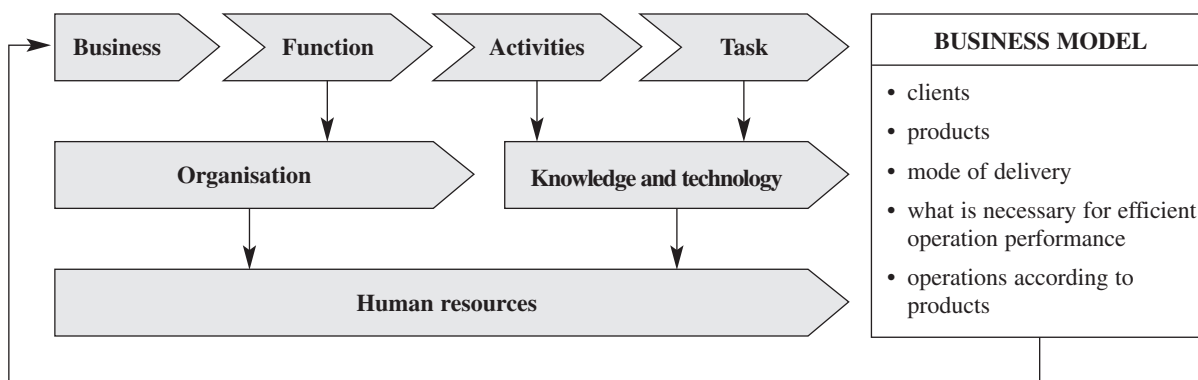 Business
Function
Activities
Task
Organisation
Knowledge and technology
Human resources
BUSINESS MODEL
• clients
• products
• mode of delivery
• what is necessary for efficient
operation performance
• operations according to
products